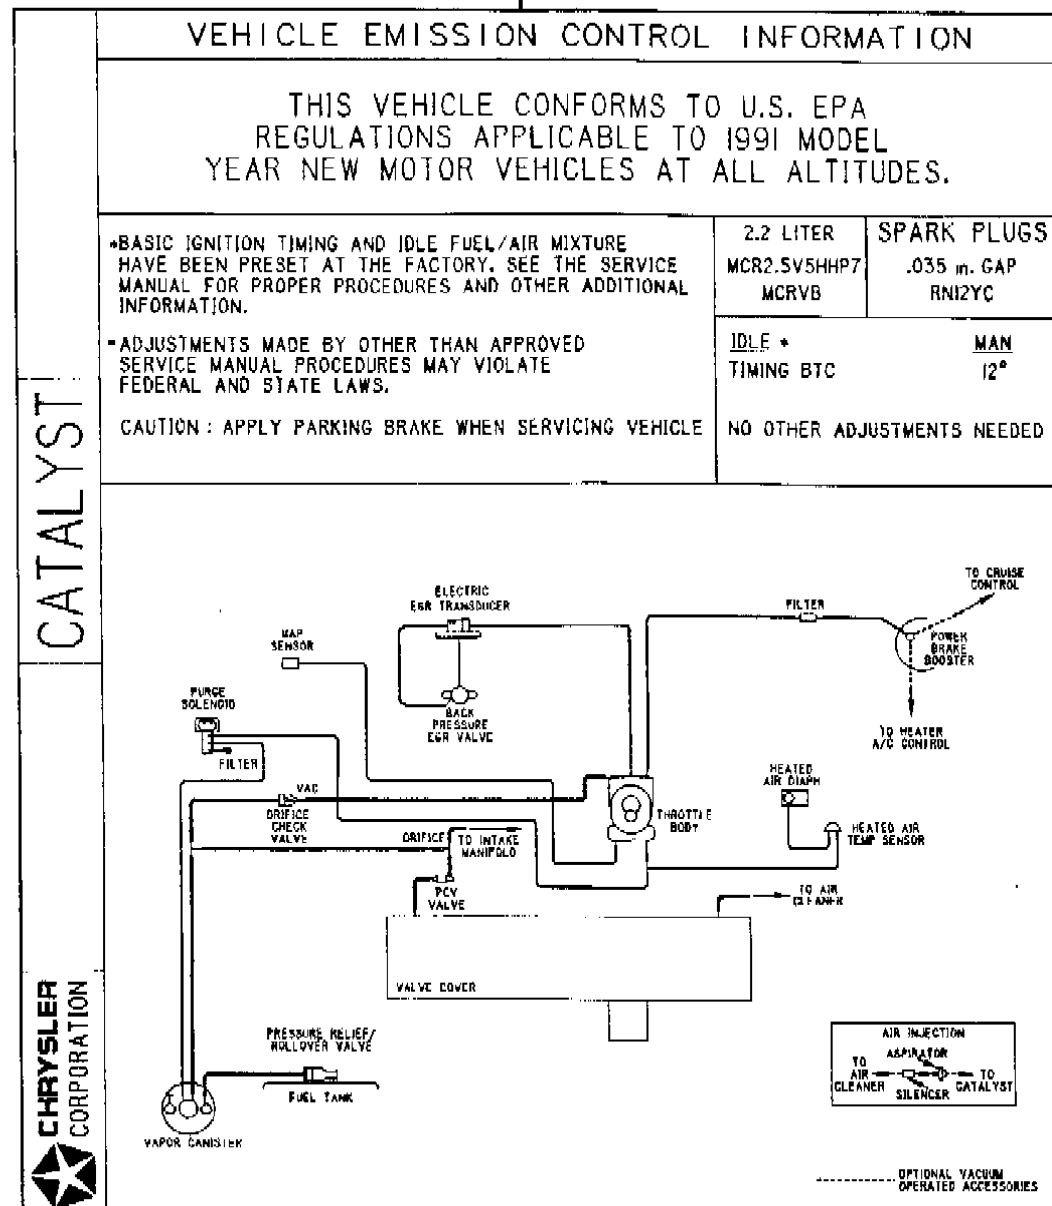 VEHICLE EMISSION CONTROL INFORMATION
THIS VEHICLE CONFORMS TO U.S. EPA
REGULATIONS APPLICABLE TO 1991 MODEL
YEAR NEW MOTOR VEHICLES AT ALL ALTITUDES.
*BASIC IGNITION TIMING AND IDLE FUEL/AIR MIXTURE
HAVE BEEN PRESET AT THE FACTORY. SEE THE SERVICE
MANUAL FOR PROPER PROCEDURES AND OTHER ADDITIONAL
INFORMATION.
*ADJUSTMENTS MADE BY OTHER THAN APPROVED
SERVICE MANUAL PROCEDURES MAY VIOLATE
FEDERAL AND STATE LAWS.
CAUTION : APPLY PARKING BRAKE WHEN SERVICING VEHICLE
2.2 LITER
MCR2.5V5HHP7
MCRVB
SPARK PLUGS
.035 in. GAP
RN12YC
IDLE * MAN
TIMING BTC 12°
NO OTHER ADJUSTMENTS NEEDED
CATALYST
CHRYSLER
CORPORATION
ELECTRIC
EGR TRANSDUCER
MAP
SENSOR
PURGE
SOLENOID
FILTER
BACK
PRESSURE
EGR VALVE
FILTER
TO CRUISE
CONTROL
POWER
BRAKE
BOOSTER
TO HEATER
A/C CONTROL
VAC
ORIFICE
CHECK
VALVE
ORIFICE
TO INTAKE
MANIFOLD
PCV
VALVE
THROTTLE
BODY
HEATED
AIR DIAPH
HEATED AIR
TEMP SENSOR
TO AIR
CLEANER
VALVE COVER
PRESSURE RELIEF/
ROLLOVER VALVE
FUEL TANK
VAPOR CANISTER
AIR INJECTION
ASPIRATOR
TO
AIR
CLEANER
SILENCER
TO
CATALYST
OPTIONAL VACUUM
OPERATED ACCESSORIES